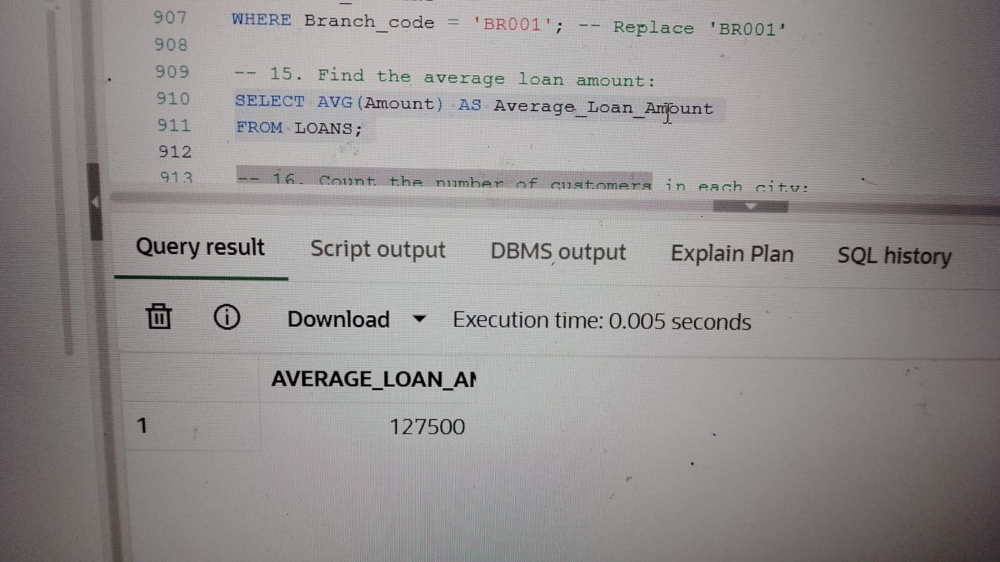 907 WHERE Branch_code = 'BR001'; -- Replace 'BR001'
908
909 -- 15. Find the average loan amount:
910 SELECT AVG(Amount) AS Average_Loan_Amount
911 FROM LOANS;
912
913 -- 16. Count the number of customers in each city:
Query result Script output DBMS output Explain Plan SQL history
Download Execution time: 0.005 seconds
AVERAGE_LOAN_AM
1 127500